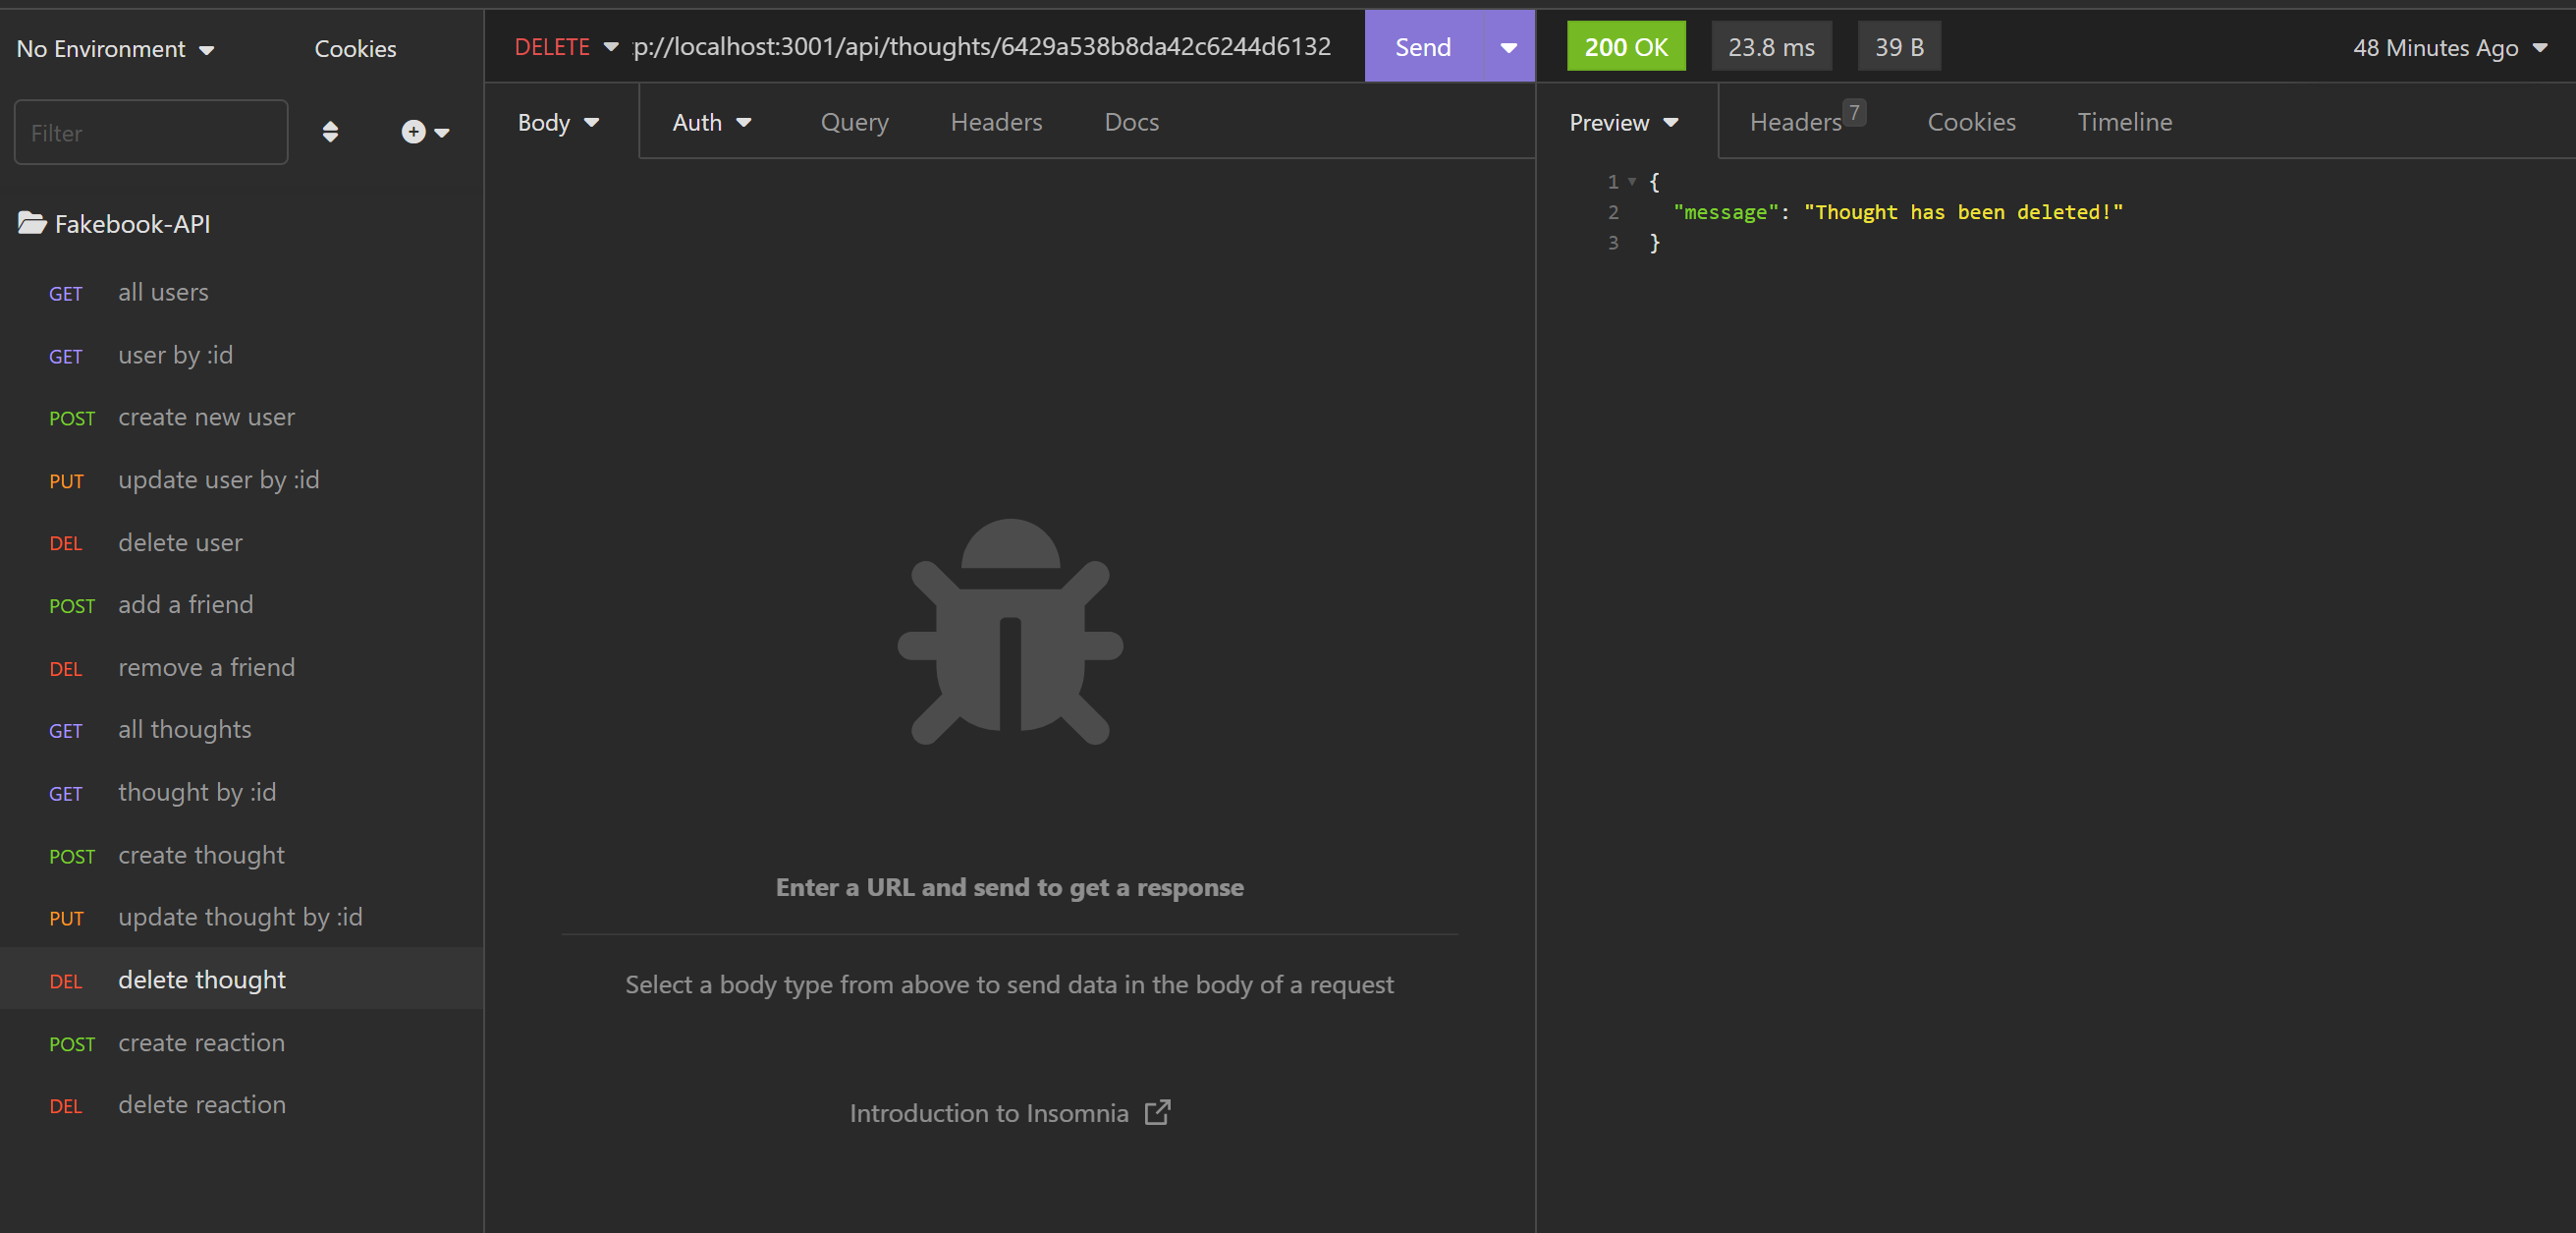 No Environment Cookies
Filter
Fakebook-API
GET all users
GET user by :id
POST create new user
PUT update user by :id
DEL delete user
POST add a friend
DEL remove a friend
GET all thoughts
GET thought by :id
POST create thought
PUT update thought by :id
DEL delete thought
POST create reaction
DEL delete reaction
DELETE p://localhost:3001/api/thoughts/6429a538b8da42c6244d6132 Send
Body Auth Query Headers Docs
Enter a URL and send to get a response
Select a body type from above to send data in the body of a request
Introduction to Insomnia
200 OK 23.8 ms 39 B 48 Minutes Ago
Preview Headers 7 Cookies Timeline
1 {
2 "message": "Thought has been deleted!"
3 }